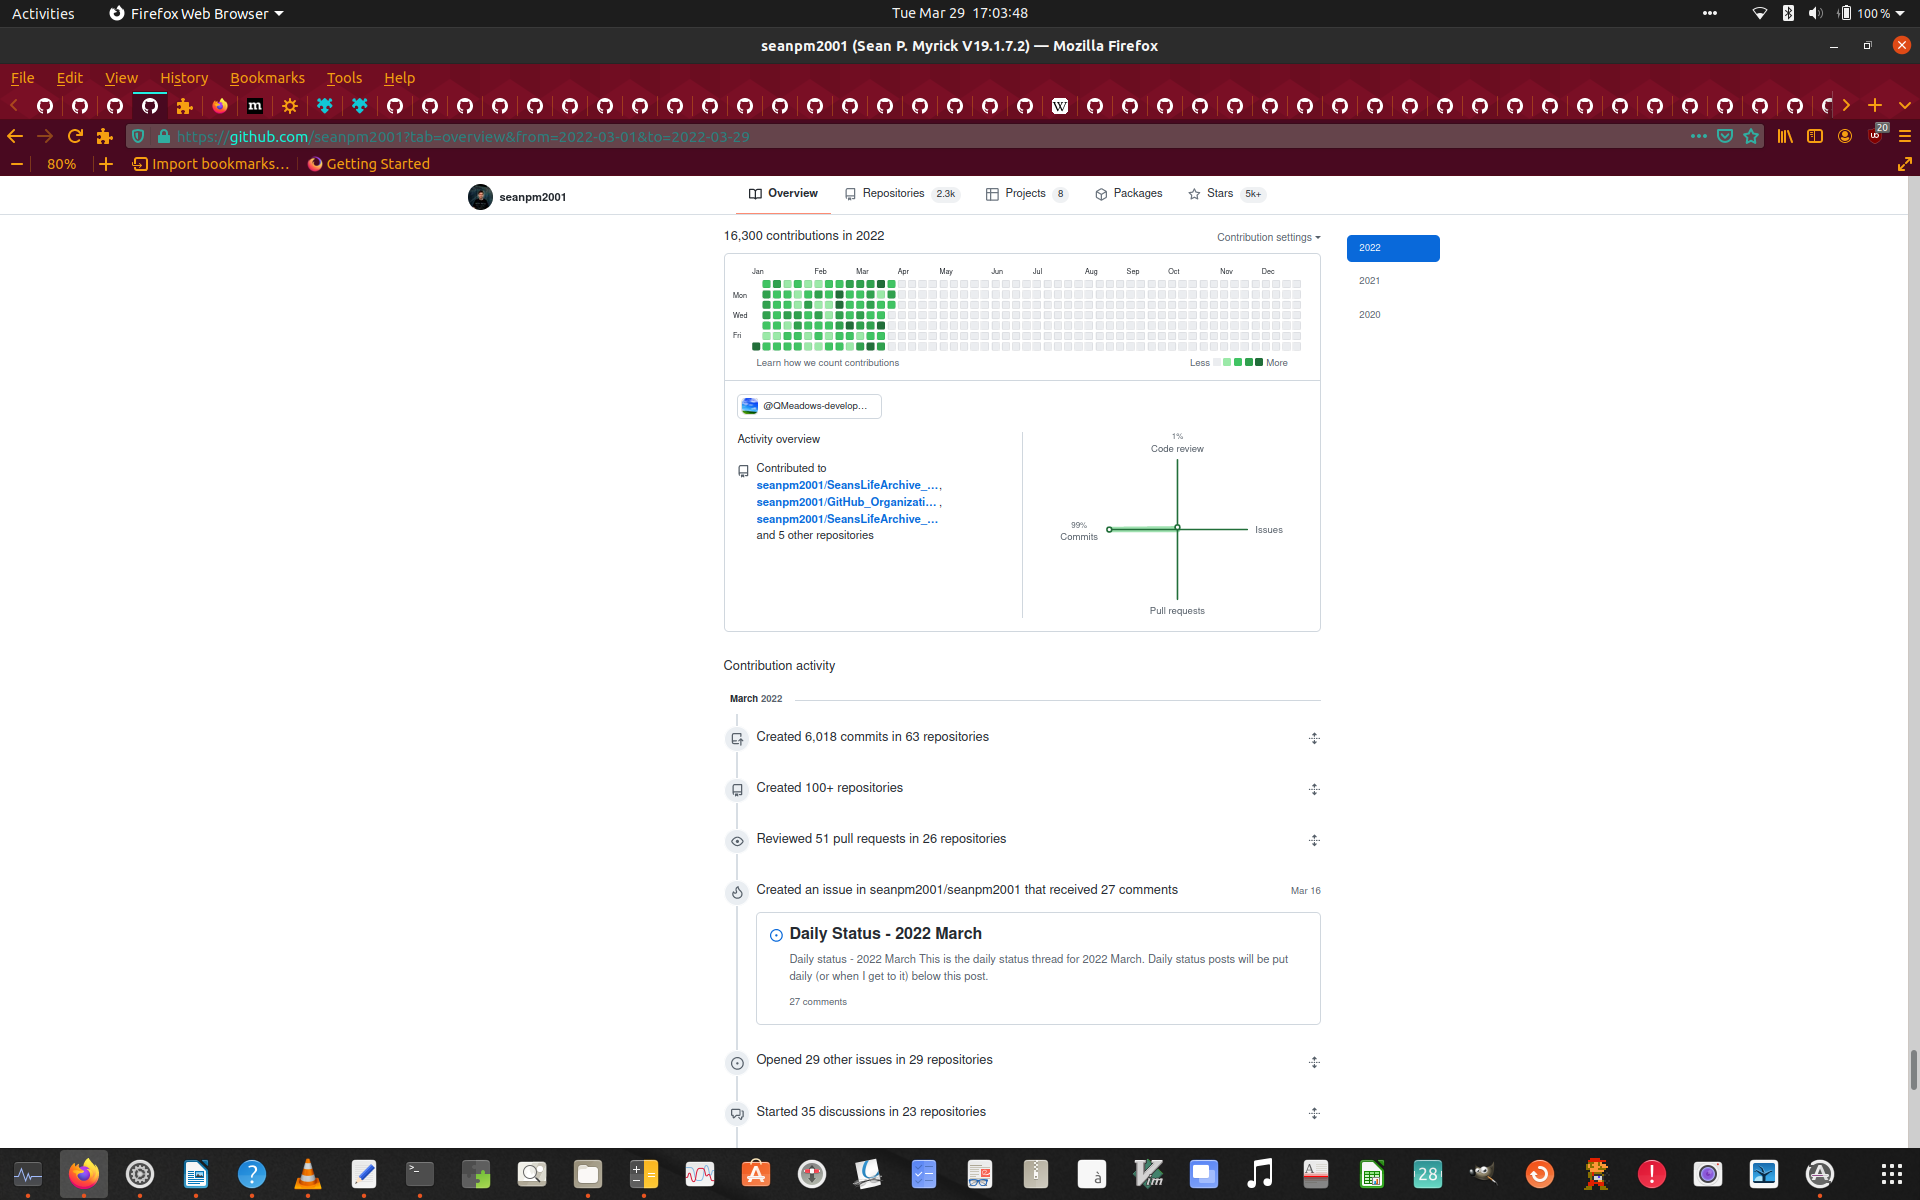 Activities
Firefox Web Browser
Tue Mar 29 17:03:48
100 %
seanpm2001 (Sean P. Myrick V19.1.7.2) — Mozilla Firefox
File Edit View History Bookmarks Tools Help
https://github.com/seanpm2001?tab=overview&from=2022-03-01&to=2022-03-29
20
80%
Import bookmarks…
Getting Started
seanpm2001
Overview
Repositories 2.3k
Projects 8
Packages
Stars 5k+
16,300 contributions in 2022
Contribution settings
2022
2021
2020
Jan Feb Mar Apr May Jun Jul Aug Sep Oct Nov Dec
Mon
Wed
Fri
Learn how we count contributions
Less More
@QMeadows-develop…
Activity overview
Contributed to
seanpm2001/SeansLifeArchive_…,
seanpm2001/GitHub_Organizati…,
seanpm2001/SeansLifeArchive_…
and 5 other repositories
1%
Code review
99%
Commits
Issues
Pull requests
Contribution activity
March 2022
Created 6,018 commits in 63 repositories
Created 100+ repositories
Reviewed 51 pull requests in 26 repositories
Created an issue in seanpm2001/seanpm2001 that received 27 comments
Mar 16
Daily Status - 2022 March
Daily status - 2022 March This is the daily status thread for 2022 March. Daily status posts will be put
daily (or when I get to it) below this post.
27 comments
Opened 29 other issues in 29 repositories
Started 35 discussions in 23 repositories
28